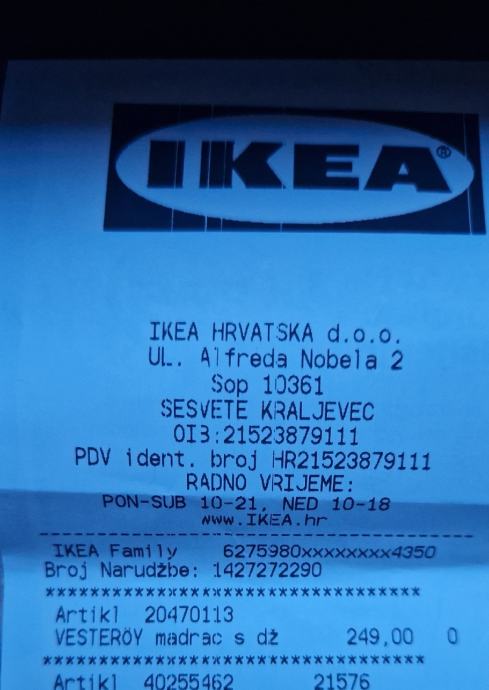 IKEA®
IKEA HRVATSKA d.o.o.
UL. Alfreda Nobela 2
Sop 10361
SESVETE KRALJEVEC
OIB:21523879111
PDV ident. broj HR21523879111
RADNO VRIJEME:
PON-SUB 10-21, NED 10-18
www.IKEA.hr
IKEA Family 6275980xxxxxxxx4350
Broj Narudžbe: 1427272290
**********************************
Artikl 20470113
VESTERÖY madrac s dž 249,00 0
**********************************
Artikl 40255462 21576